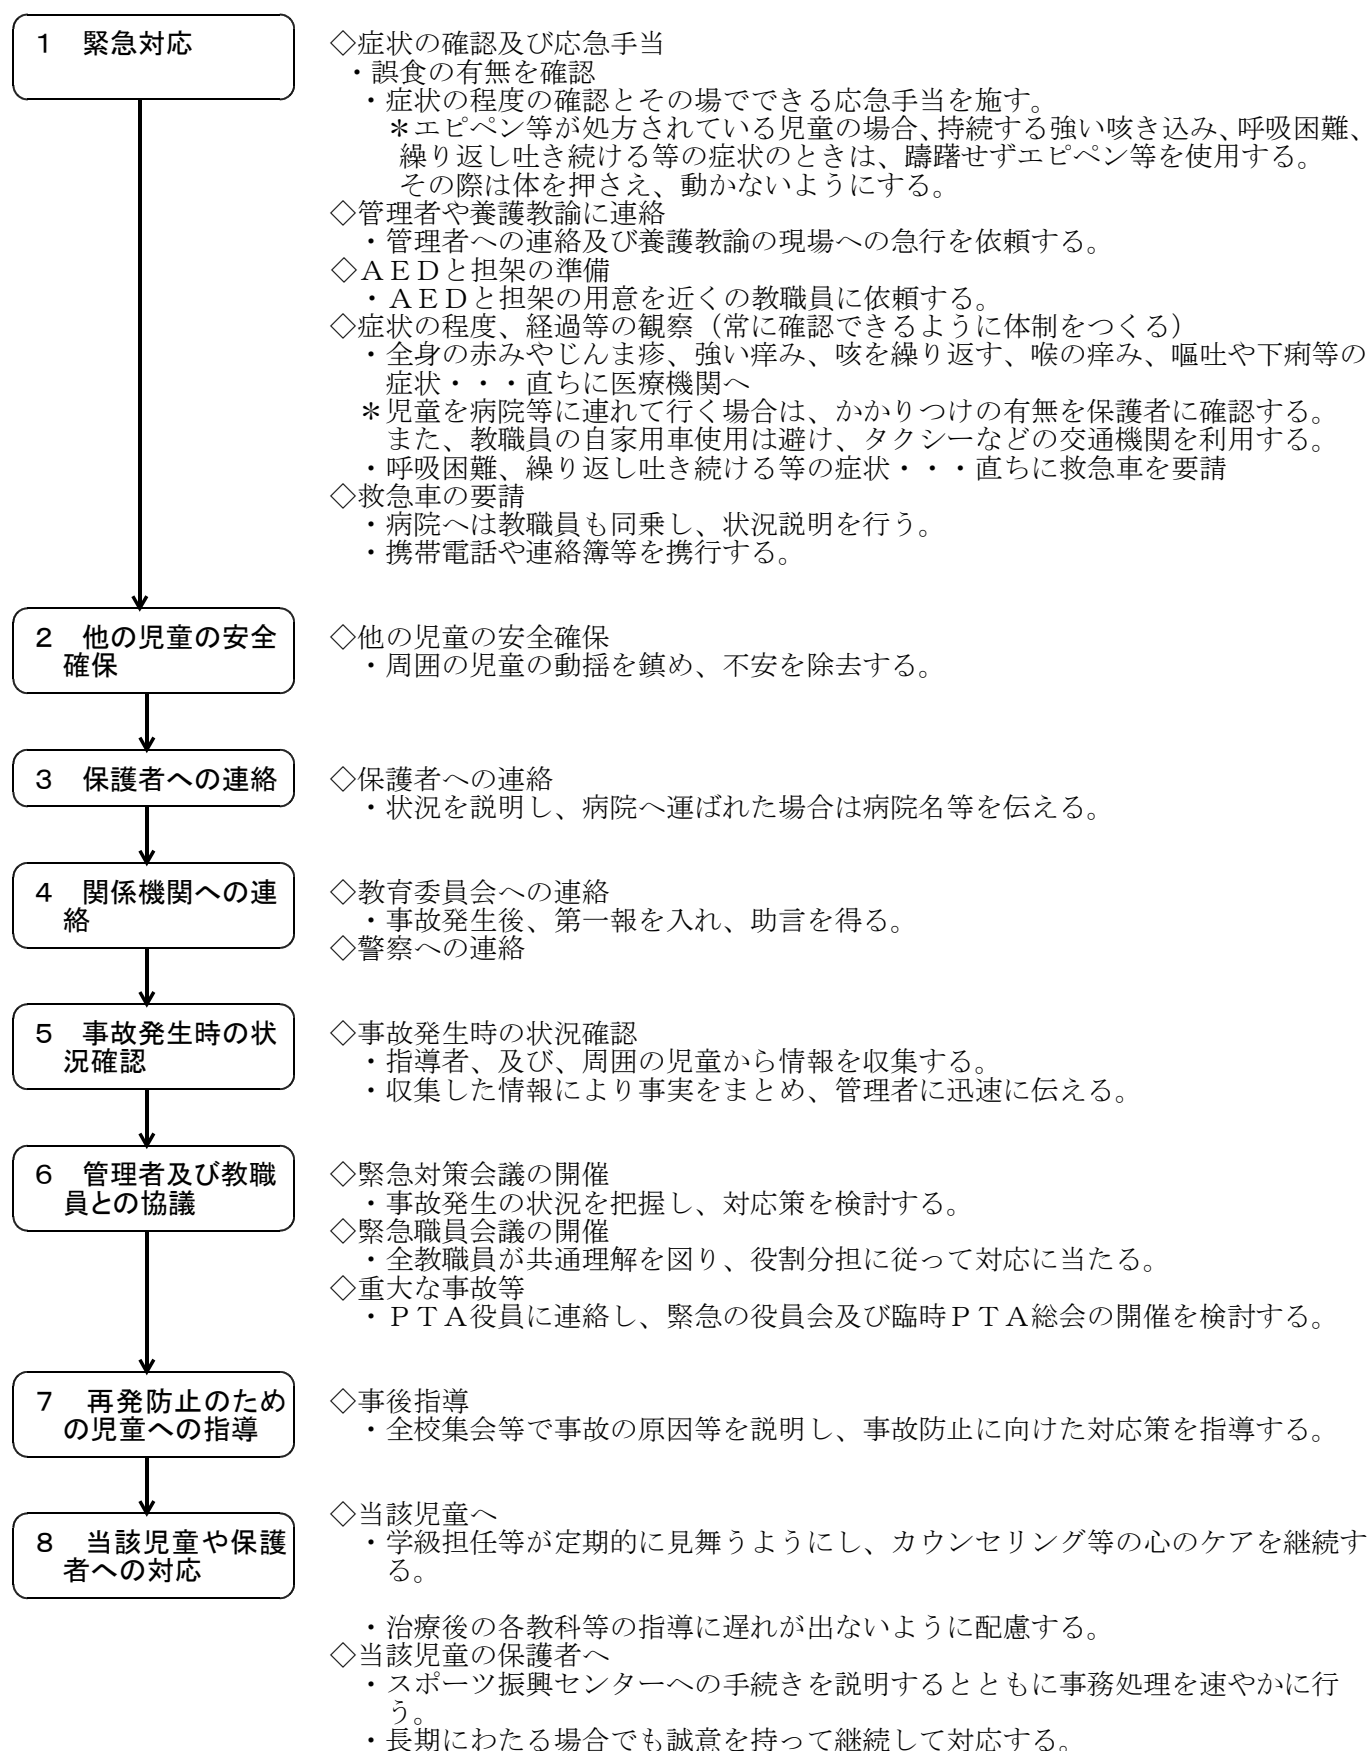 １　緊急対応
◇症状の確認及び応急手当
・誤食の有無を確認
・症状の程度の確認とその場でできる応急手当を施す。
＊エピペン等が処方されている児童の場合、持続する強い咳き込み、呼吸困難、
繰り返し吐き続ける等の症状のときは、躊躇せずエピペン等を使用する。
その際は体を押さえ、動かないようにする。
◇管理者や養護教諭に連絡
・管理者への連絡及び養護教諭の現場への急行を依頼する。
◇ＡＥＤと担架の準備
・ＡＥＤと担架の用意を近くの教職員に依頼する。
◇症状の程度、経過等の観察（常に確認できるように体制をつくる）
・全身の赤みやじんま疹、強い痒み、咳を繰り返す、喉の痒み、嘔吐や下痢等の
症状・・・直ちに医療機関へ
＊児童を病院等に連れて行く場合は、かかりつけの有無を保護者に確認する。
また、教職員の自家用車使用は避け、タクシーなどの交通機関を利用する。
・呼吸困難、繰り返し吐き続ける等の症状・・・直ちに救急車を要請
◇救急車の要請
・病院へは教職員も同乗し、状況説明を行う。
・携帯電話や連絡簿等を携行する。
２　他の児童の安全
確保
◇他の児童の安全確保
・周囲の児童の動揺を鎮め、不安を除去する。
３　保護者への連絡
◇保護者への連絡
・状況を説明し、病院へ運ばれた場合は病院名等を伝える。
４　関係機関への連
絡
◇教育委員会への連絡
・事故発生後、第一報を入れ、助言を得る。
◇警察への連絡
５　事故発生時の状
況確認
◇事故発生時の状況確認
・指導者、及び、周囲の児童から情報を収集する。
・収集した情報により事実をまとめ、管理者に迅速に伝える。
６　管理者及び教職
員との協議
◇緊急対策会議の開催
・事故発生の状況を把握し、対応策を検討する。
◇緊急職員会議の開催
・全教職員が共通理解を図り、役割分担に従って対応に当たる。
◇重大な事故等
・ＰＴＡ役員に連絡し、緊急の役員会及び臨時ＰＴＡ総会の開催を検討する。
７　再発防止のため
の児童への指導
◇事後指導
・全校集会等で事故の原因等を説明し、事故防止に向けた対応策を指導する。
８　当該児童や保護
者への対応
◇当該児童へ
・学級担任等が定期的に見舞うようにし、カウンセリング等の心のケアを継続す
る。
・治療後の各教科等の指導に遅れが出ないように配慮する。
◇当該児童の保護者へ
・スポーツ振興センターへの手続きを説明するとともに事務処理を速やかに行
う。
・長期にわたる場合でも誠意を持って継続して対応する。